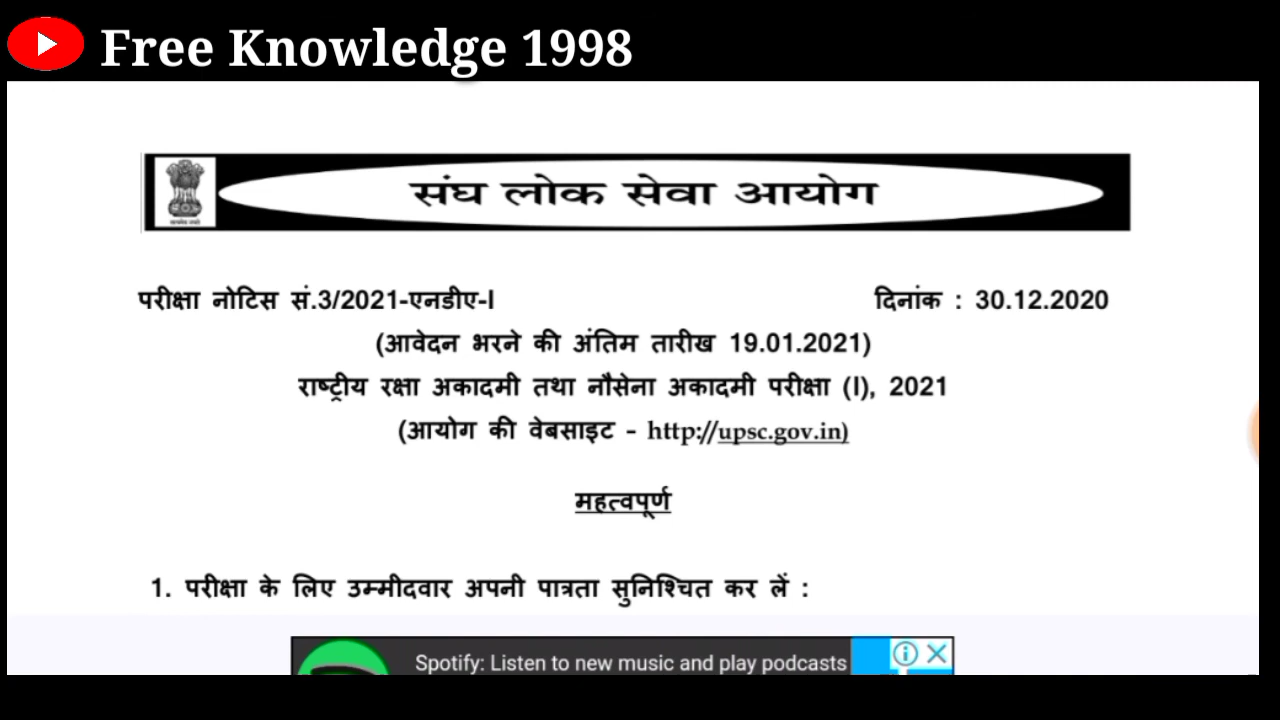 Free Knowledge 1998
संघ लोक सेवा आयोग
परीक्षा नोटिस सं.3/2021-एनडीए-I दिनांक : 30.12.2020
(आवेदन भरने की अंतिम तारीख 19.01.2021)
राष्ट्रीय रक्षा अकादमी तथा नौसेना अकादमी परीक्षा (I), 2021
(आयोग की वेबसाइट - http://upsc.gov.in)
महत्वपूर्ण
1. परीक्षा के लिए उम्मीदवार अपनी पात्रता सुनिश्चित कर लें :
Spotify: Listen to new music and play podcasts